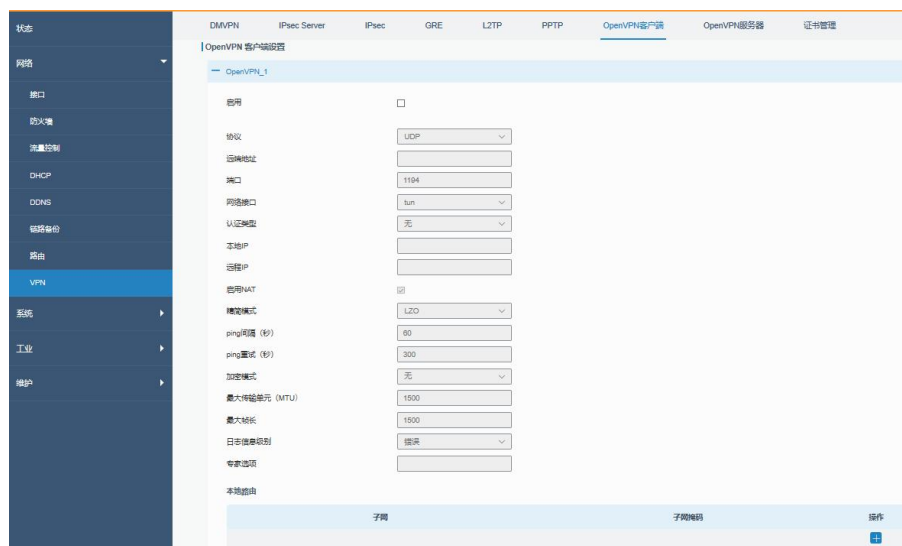 状态
网络
接口
防火墙
流量控制
DHCP
DDNS
链路备份
路由
VPN
系统
工业
维护
DMVPN IPsec Server IPsec GRE L2TP PPTP OpenVPN客户端 OpenVPN服务器 证书管理
OpenVPN 客户端设置
OpenVPN_1
启用
协议 UDP
远端地址
端口 1194
网络接口 tun
认证类型 无
本地IP
远程IP
启用NAT
精简模式 LZO
ping间隔（秒） 60
ping重试（秒） 300
加密模式 无
最大传输单元（MTU） 1500
最大帧长 1500
日志信息级别 错误
专家选项
本地路由
子网 子网掩码 操作